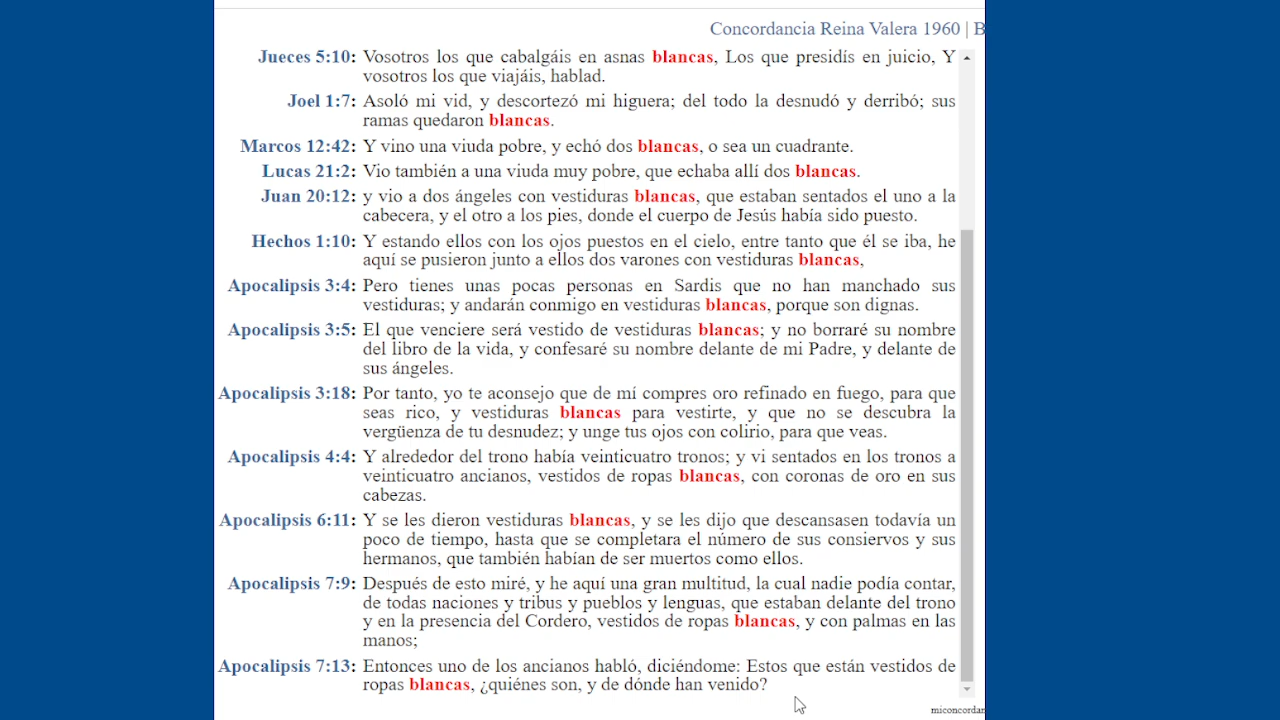 Concordancia Reina Valera 1960 | B
Jueces 5:10: Vosotros los que cabalgáis en asnas blancas, Los que presidís en juicio, Y
vosotros los que viajáis, hablad.
Joel 1:7: Asoló mi vid, y descortezó mi higuera; del todo la desnudó y derribó; sus
ramas quedaron blancas.
Marcos 12:42: Y vino una viuda pobre, y echó dos blancas, o sea un cuadrante.
Lucas 21:2: Vio también a una viuda muy pobre, que echaba allí dos blancas.
Juan 20:12: y vio a dos ángeles con vestiduras blancas, que estaban sentados el uno a la
cabecera, y el otro a los pies, donde el cuerpo de Jesús había sido puesto.
Hechos 1:10: Y estando ellos con los ojos puestos en el cielo, entre tanto que él se iba, he
aquí se pusieron junto a ellos dos varones con vestiduras blancas,
Apocalipsis 3:4: Pero tienes unas pocas personas en Sardis que no han manchado sus
vestiduras; y andarán conmigo en vestiduras blancas, porque son dignas.
Apocalipsis 3:5: El que venciere será vestido de vestiduras blancas; y no borraré su nombre
del libro de la vida, y confesaré su nombre delante de mi Padre, y delante de
sus ángeles.
Apocalipsis 3:18: Por tanto, yo te aconsejo que de mí compres oro refinado en fuego, para que
seas rico, y vestiduras blancas para vestirte, y que no se descubra la
vergüenza de tu desnudez; y unge tus ojos con colirio, para que veas.
Apocalipsis 4:4: Y alrededor del trono había veinticuatro tronos; y vi sentados en los tronos a
veinticuatro ancianos, vestidos de ropas blancas, con coronas de oro en sus
cabezas.
Apocalipsis 6:11: Y se les dieron vestiduras blancas, y se les dijo que descansasen todavía un
poco de tiempo, hasta que se completara el número de sus consiervos y sus
hermanos, que también habían de ser muertos como ellos.
Apocalipsis 7:9: Después de esto miré, y he aquí una gran multitud, la cual nadie podía contar,
de todas naciones y tribus y pueblos y lenguas, que estaban delante del trono
y en la presencia del Cordero, vestidos de ropas blancas, y con palmas en las
manos;
Apocalipsis 7:13: Entonces uno de los ancianos habló, diciéndome: Estos que están vestidos de
ropas blancas, ¿quiénes son, y de dónde han venido?
miconcordan